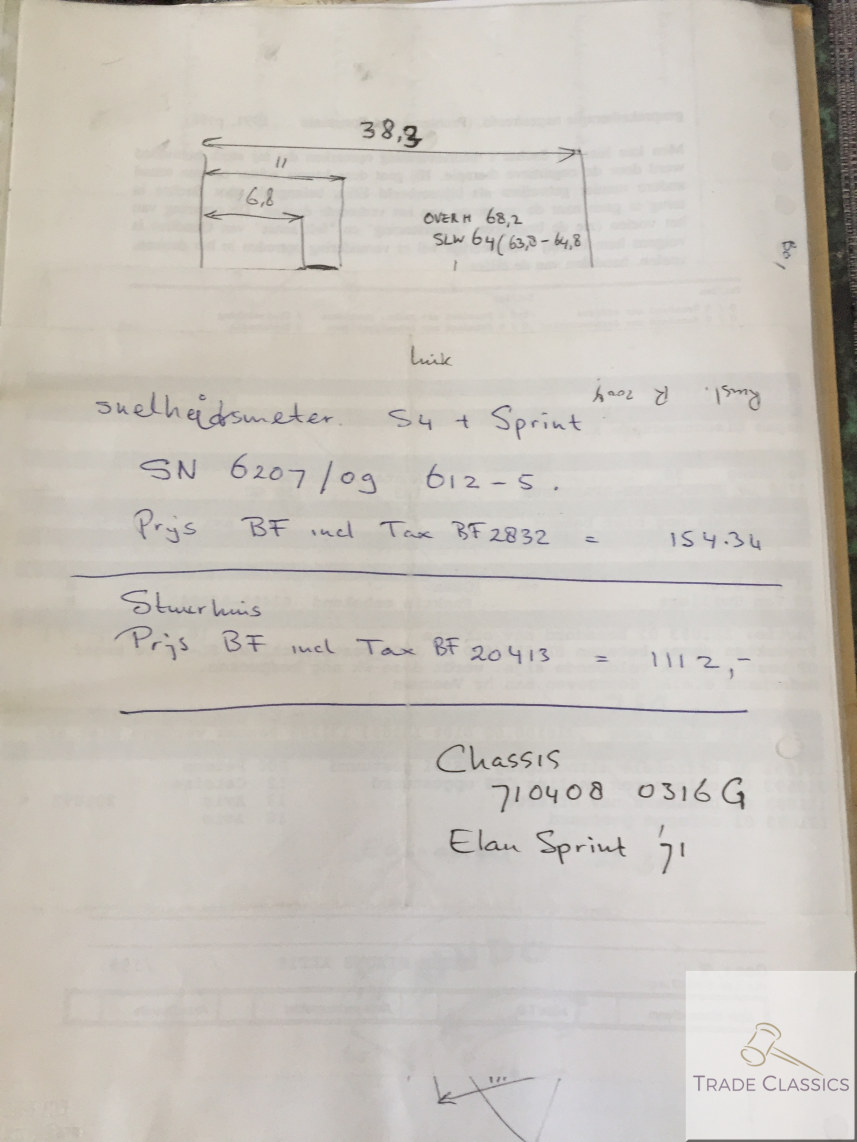 38,3
11
6,8
OVER H 68,2
SLW 64 (63,8 - 64,8
link
snelheidsmeter. S4 + Sprint
SN 6207/09 612-5.
Prijs BF incl Tax BF 2832 = 154.34
Stuurhuis
Prijs BF incl Tax BF 20413 = 1112,-
Chassis
710408 0316 G
Elan Sprint '71
TRADE CLASSICS